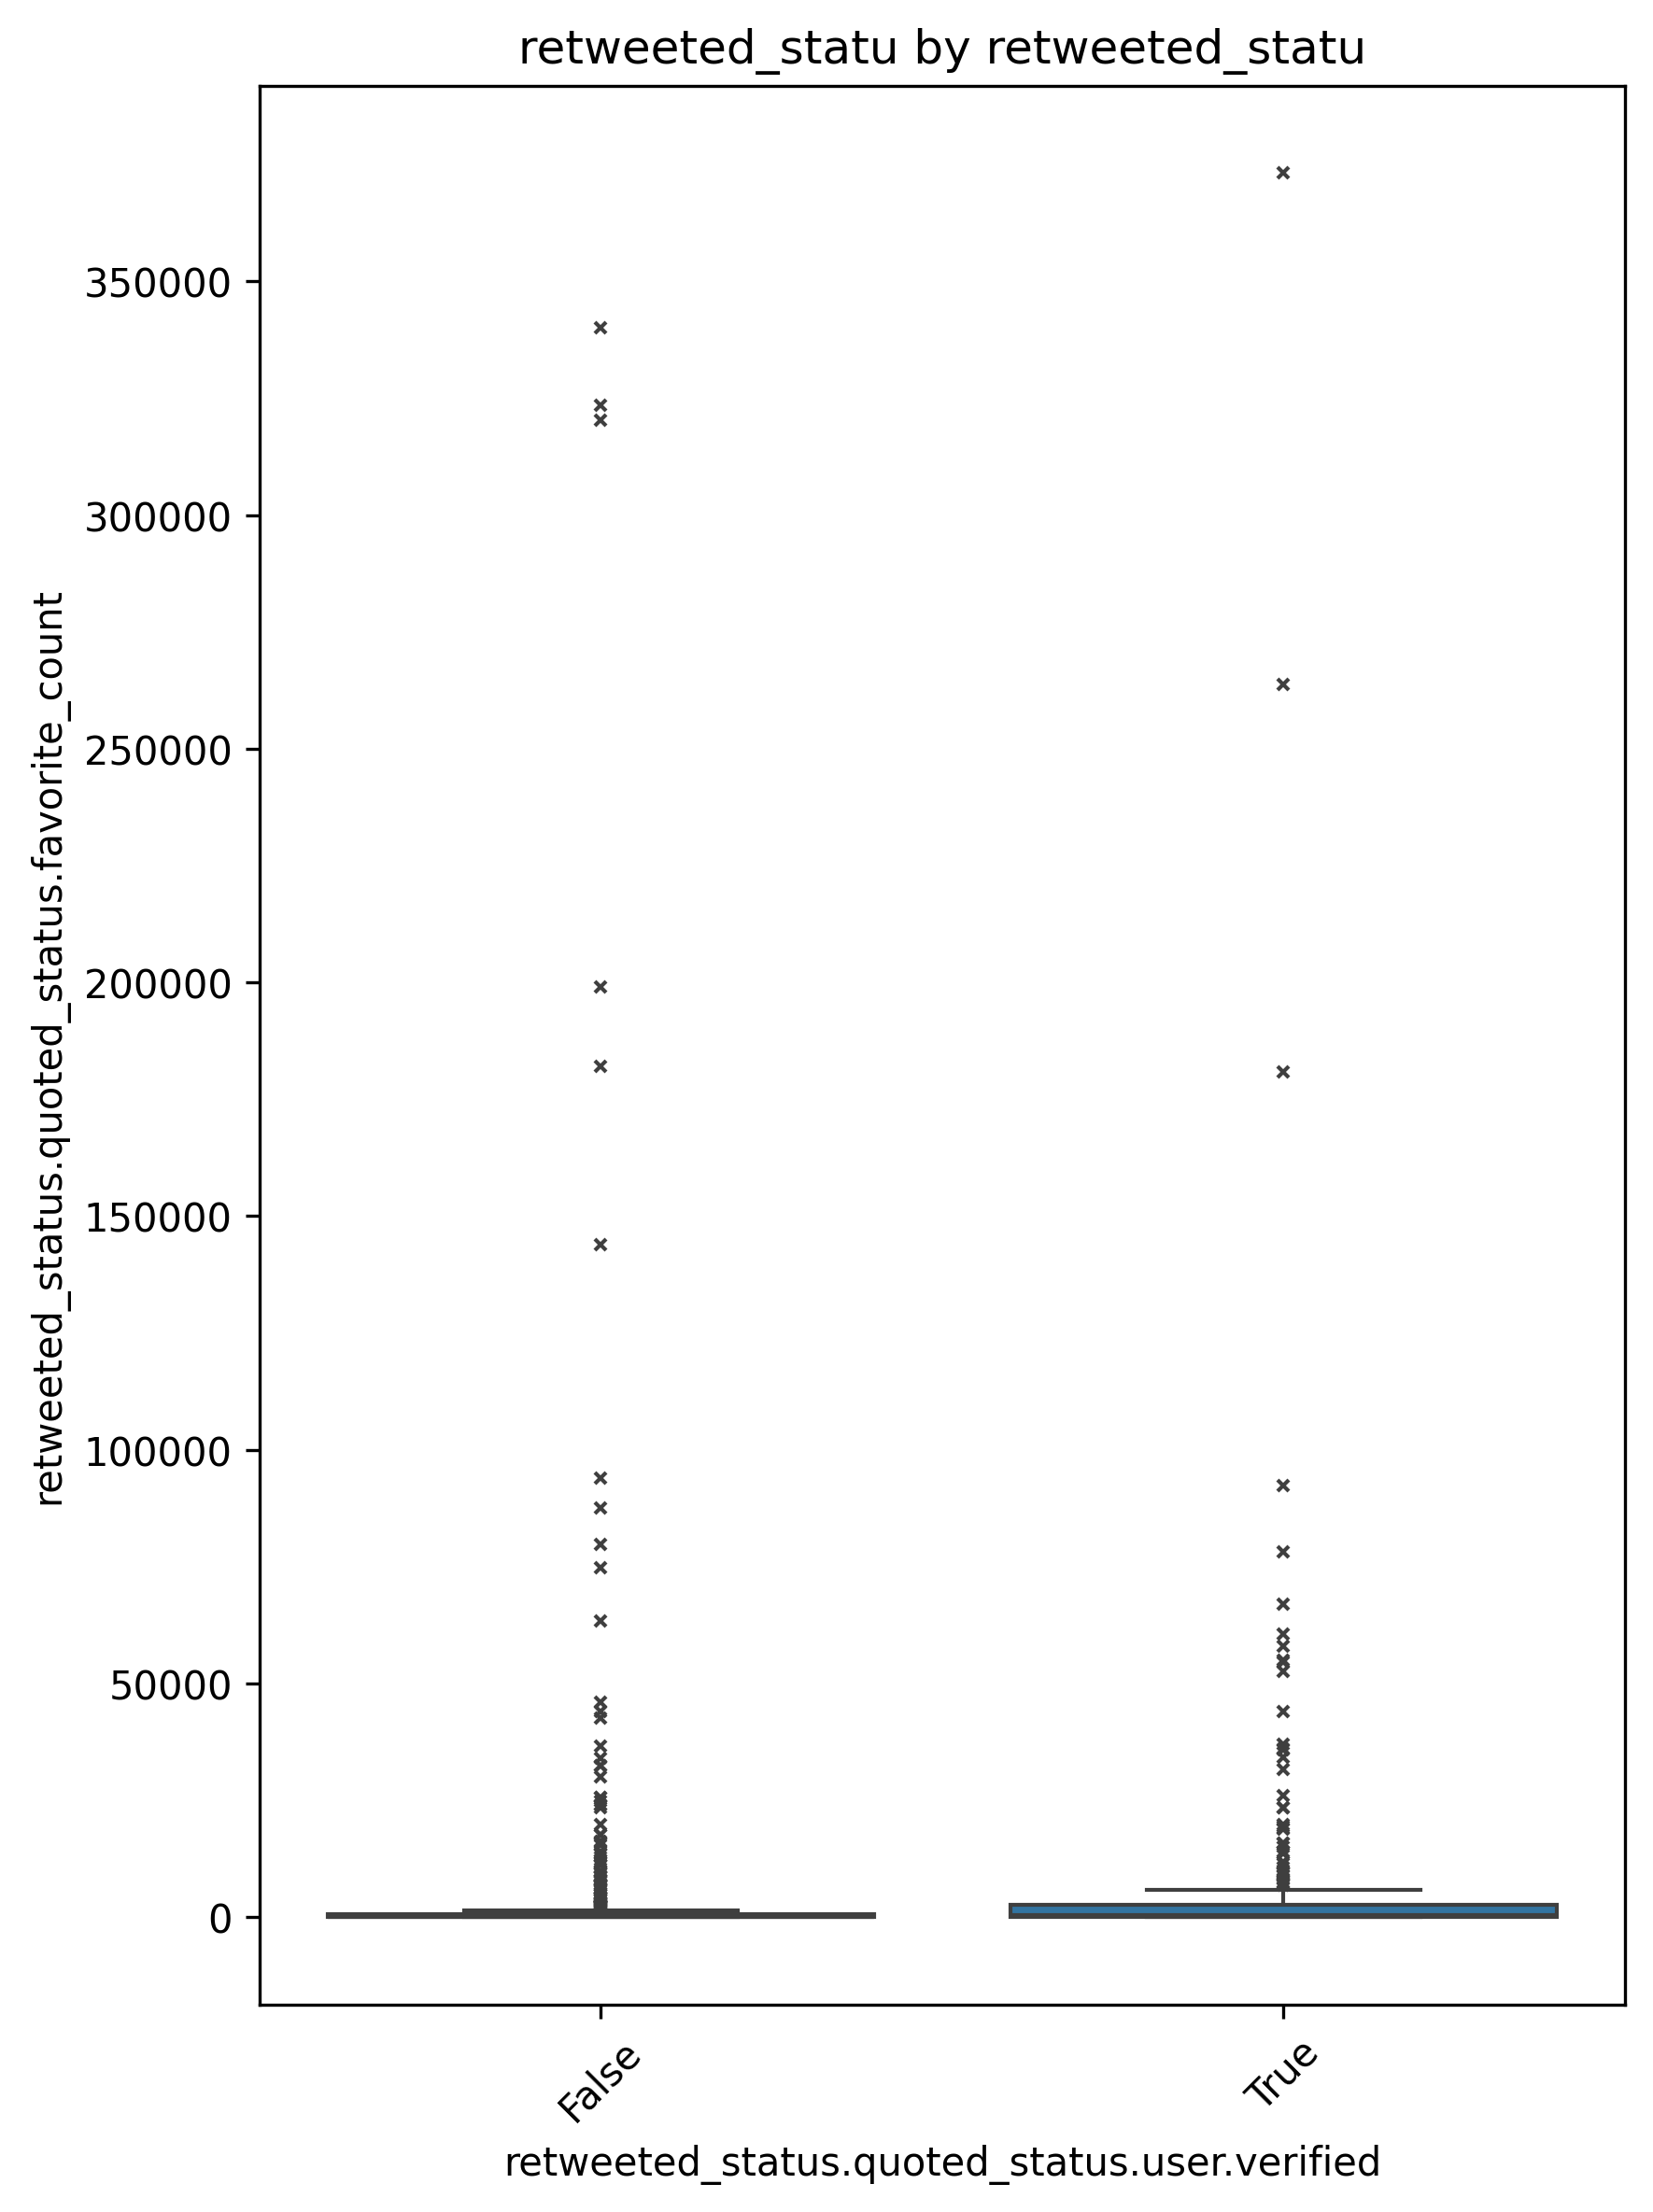 retweeted_statu by retweeted_statu
retweeted_status.quoted_status.favorite_count
350000
300000
250000
200000
150000
100000
50000
0
False
True
retweeted_status.quoted_status.user.verified